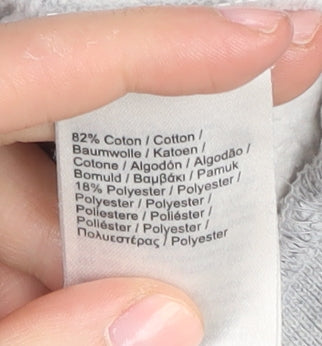 82% Coton / Cotton /
Baumwolle / Katoen /
Cotone / Algodón / Algodão /
Bomuld / Βαμβάκι / Pamuk
18% Polyester / Polyester /
Polyester / Polyester /
Poliestere / Poliéster /
Poliéster / Polyester /
Πολυεστέρας / Polyester